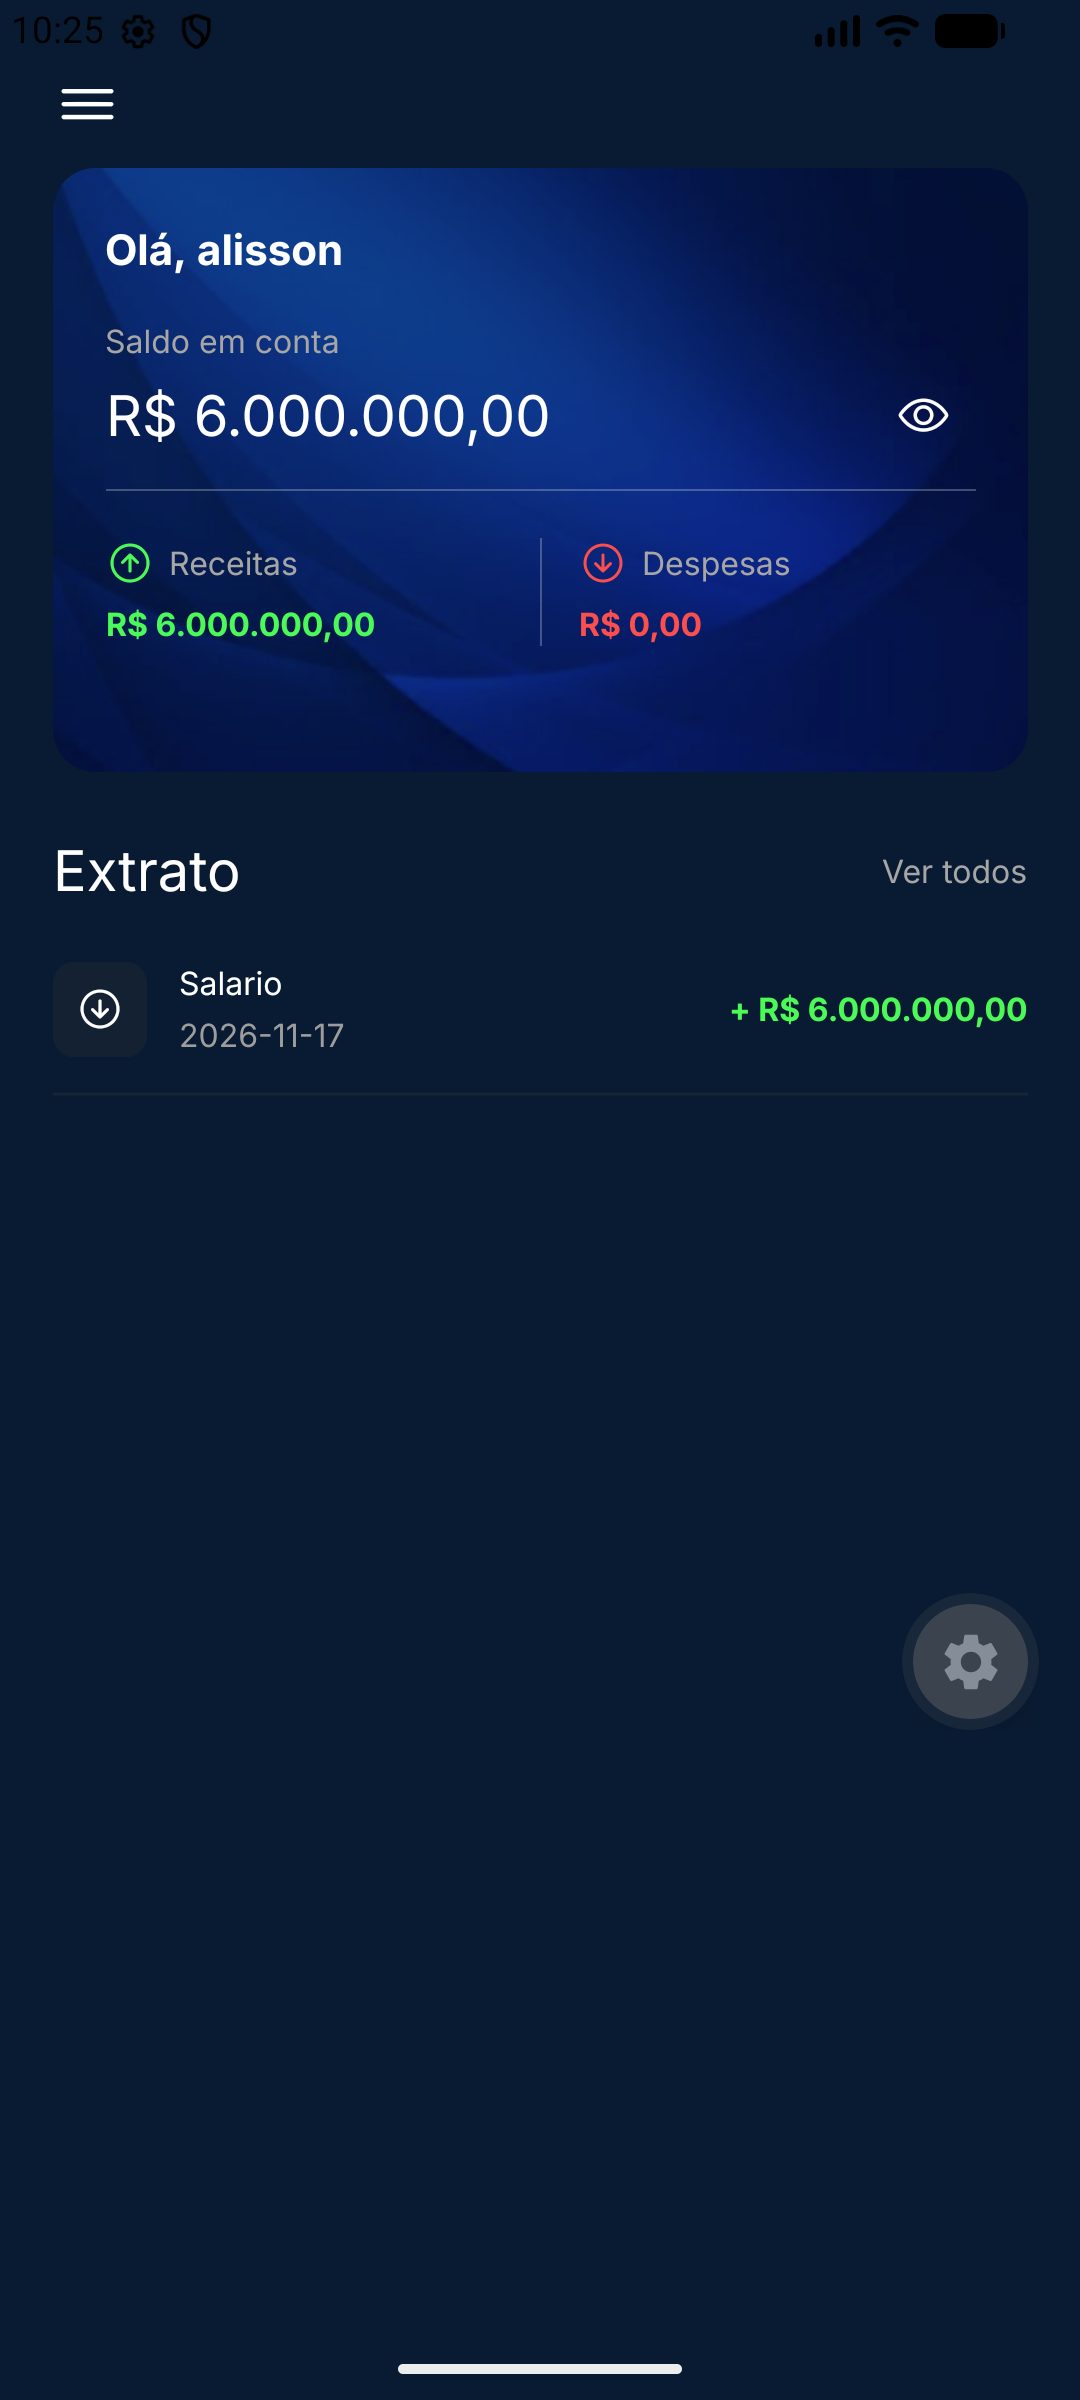 10:25
Olá, alisson
Saldo em conta
R$ 6.000.000,00
Receitas
Despesas
R$ 6.000.000,00
R$ 0,00
Extrato
Ver todos
Salario
2026-11-17
+ R$ 6.000.000,00